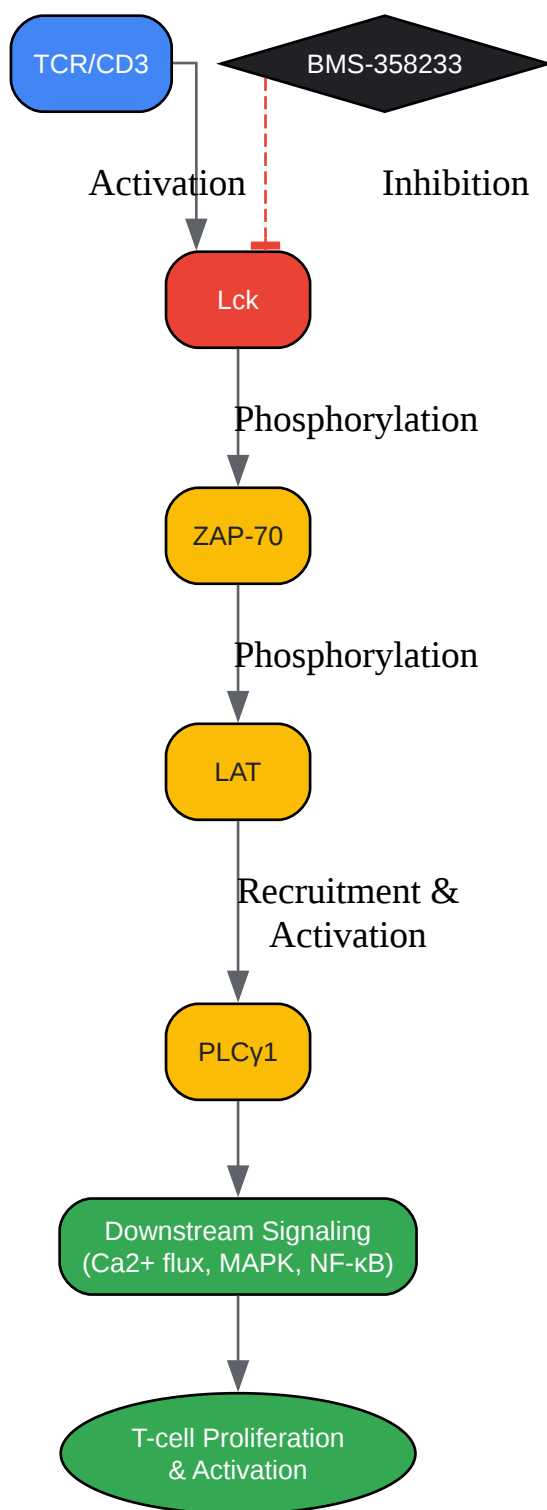 TCR/CD3
BMS-358233
Activation
Inhibition
Lck
Phosphorylation
ZAP-70
Phosphorylation
LAT
Recruitment &
Activation
PLCγ1
Downstream Signaling
(Ca2+ flux, MAPK, NF-κB)
T-cell Proliferation
& Activation